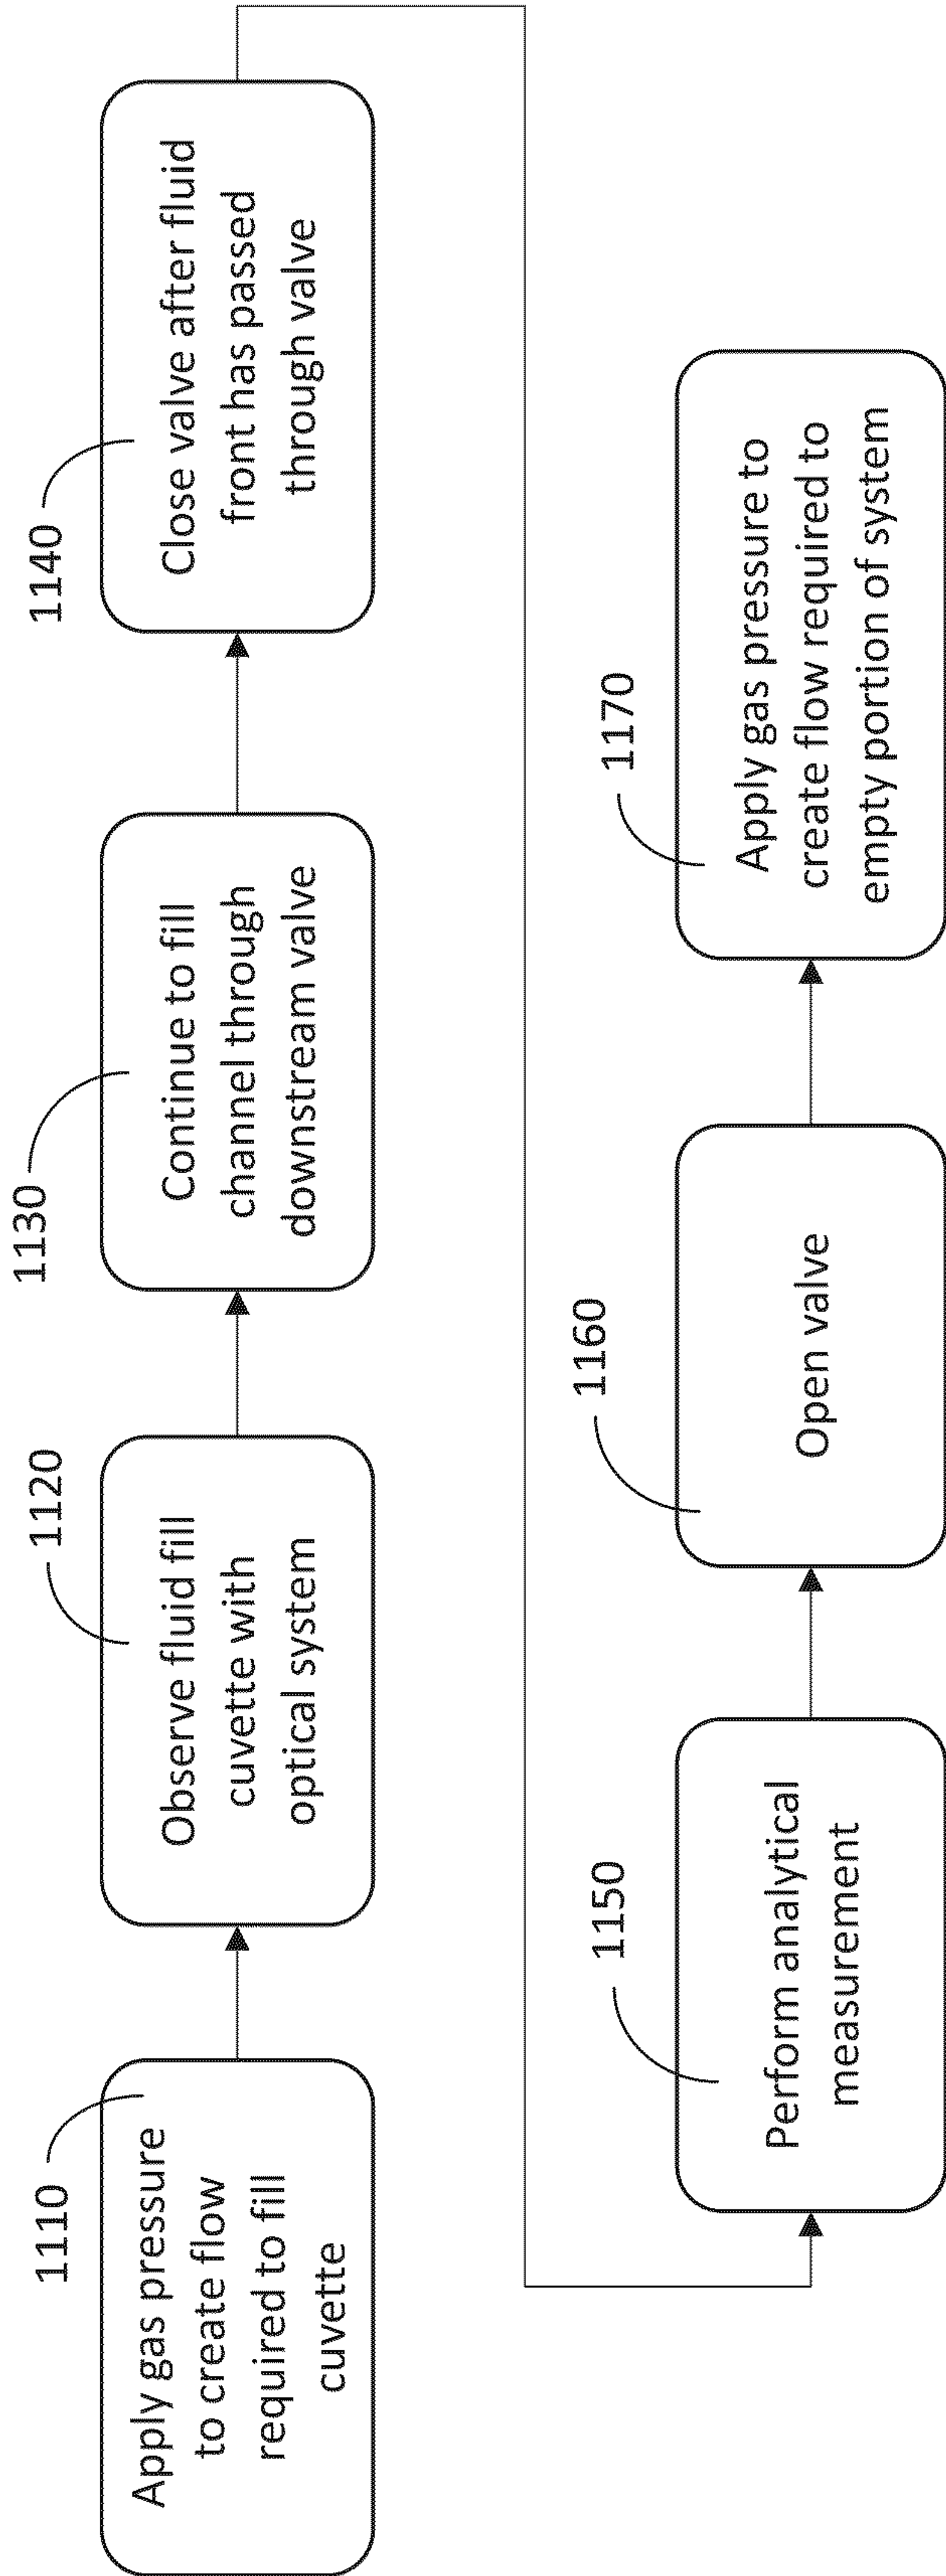 1110
Apply gas pressure
to create flow
required to fill
cuvette
1120
Observe fluid fill
cuvette with
optical system
1130
Continue to fill
channel through
downstream valve
1140
Close valve after fluid
front has passed
through valve
1150
Perform analytical
measurement
1160
Open valve
1170
Apply gas pressure to
create flow required to
empty portion of system